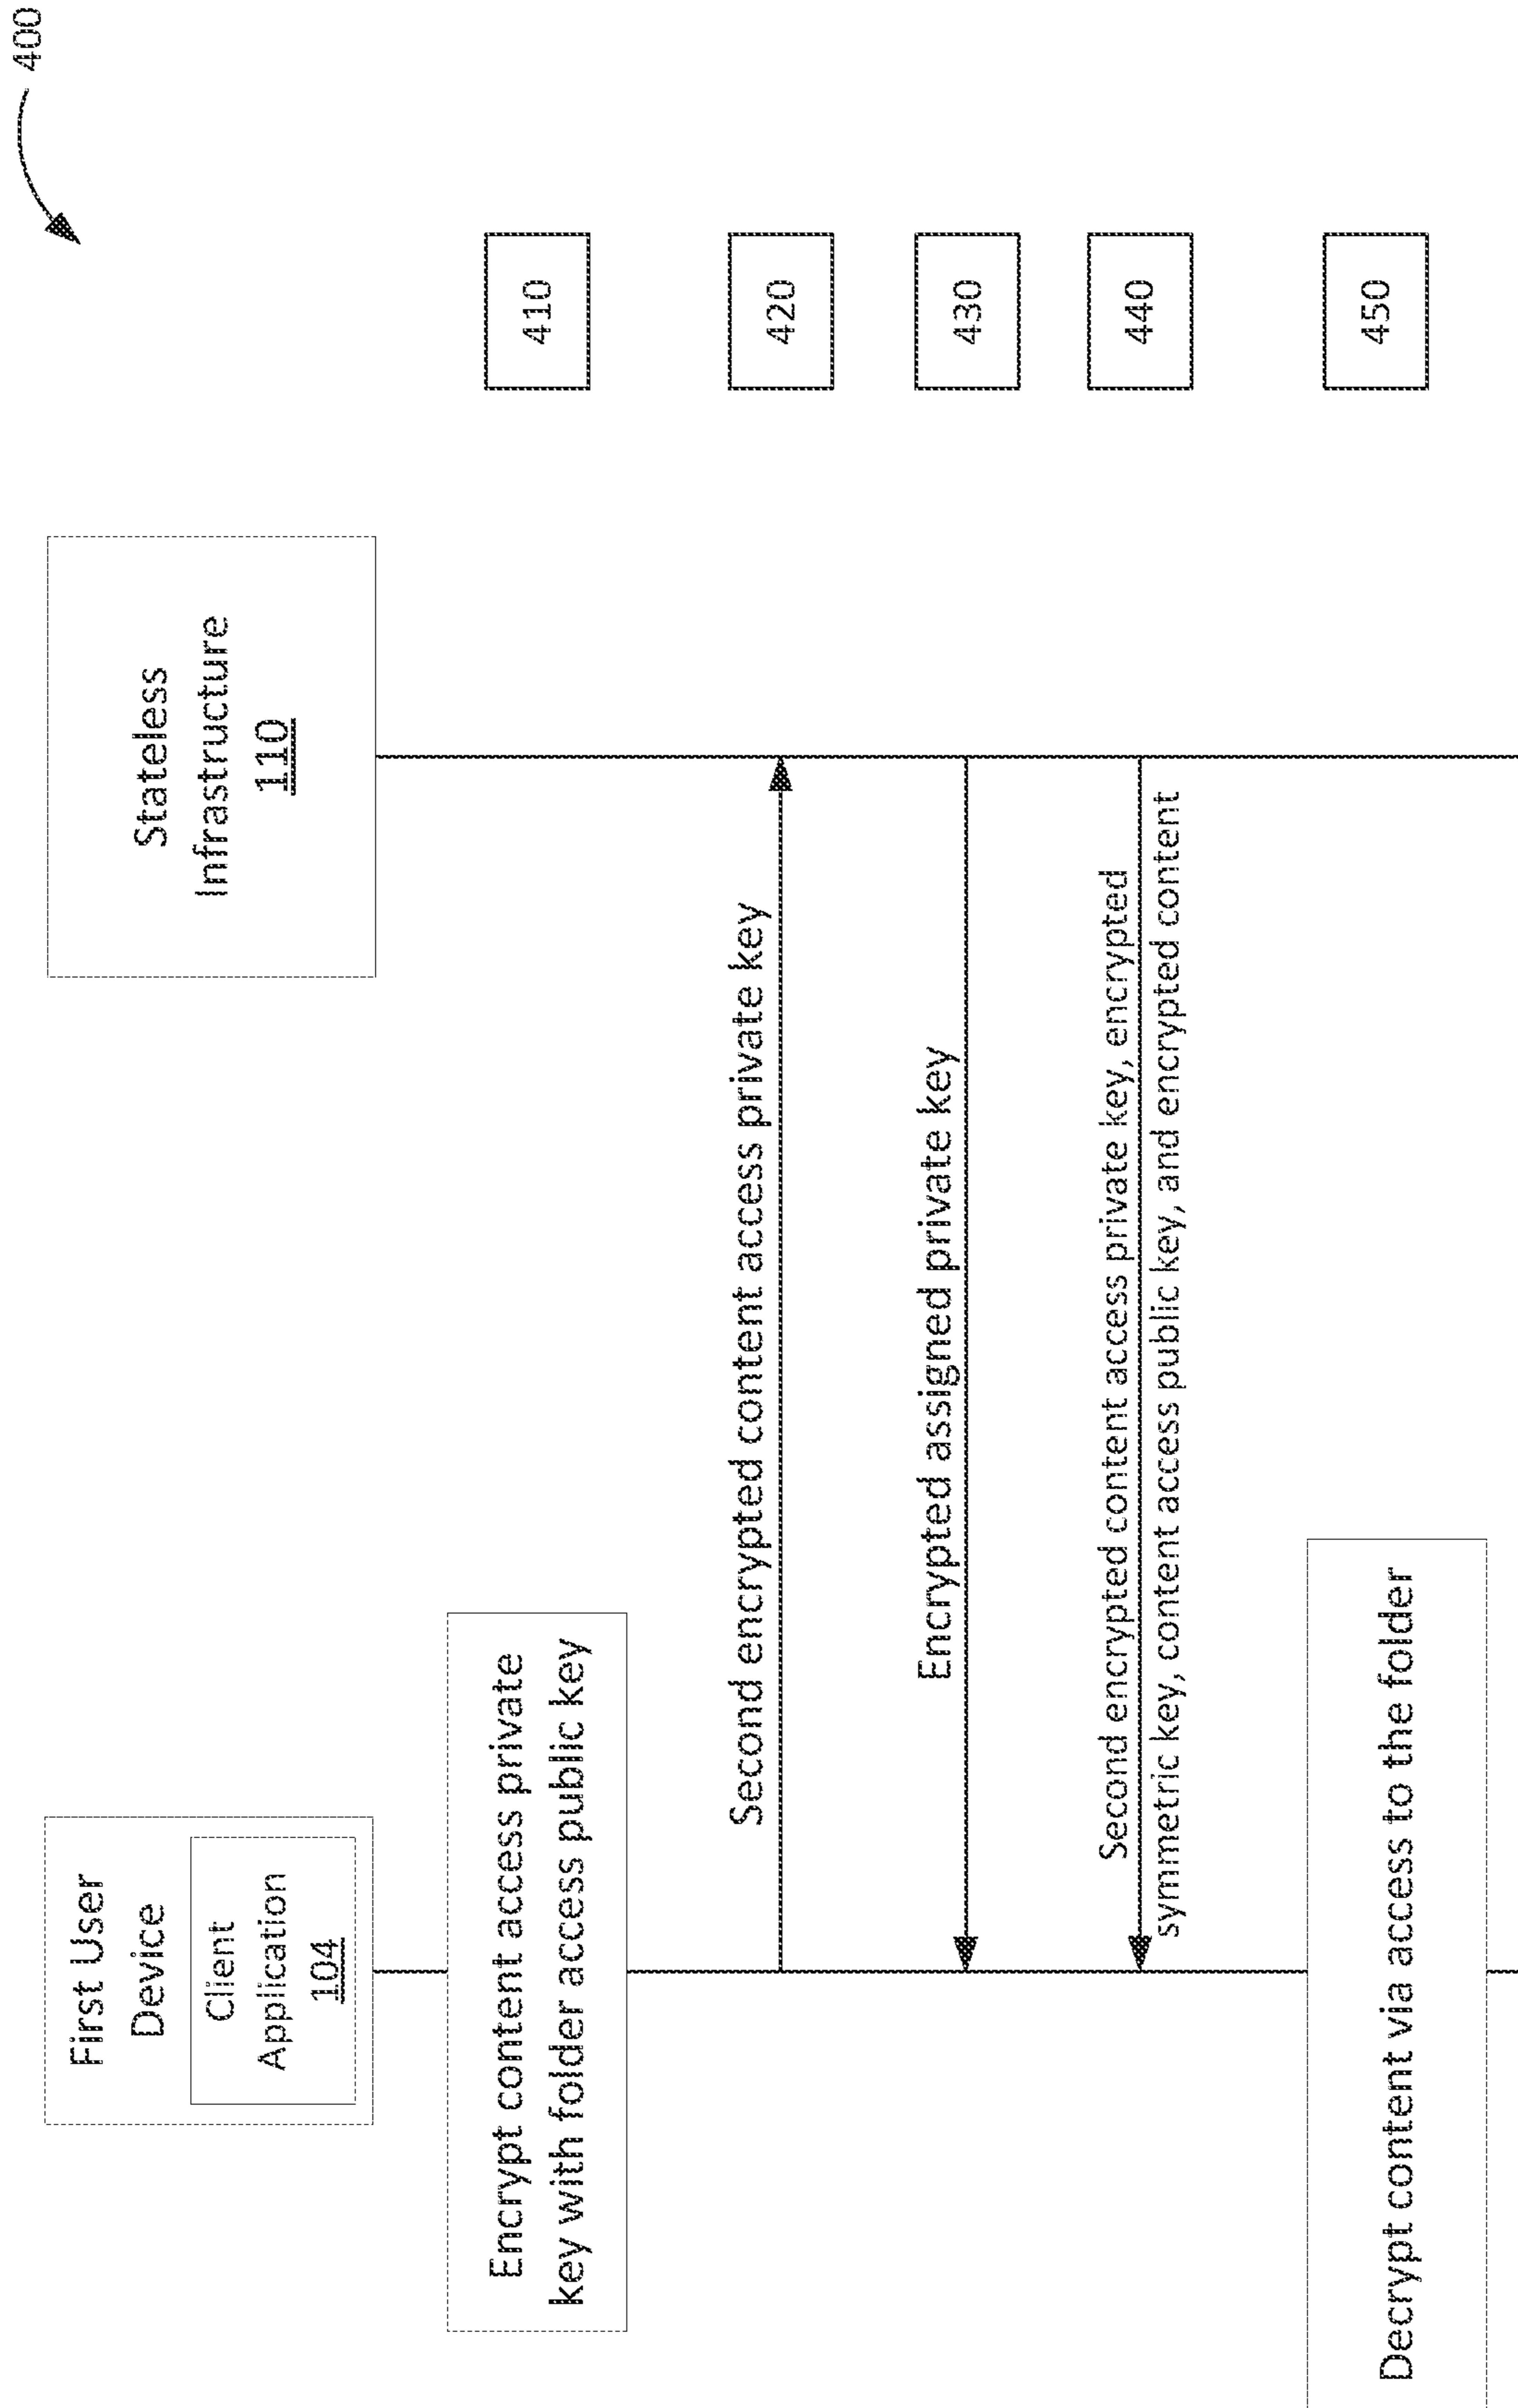 400
First User
Device
Client
Application
104
Stateless
Infrastructure
110
Encrypt content access private
key with folder access public key
410
Second encrypted content access private key
420
Encrypted assigned private key
430
Second encrypted content access private key, encrypted
symmetric key, content access public key, and encrypted content
440
Decrypt content via access to the folder
450